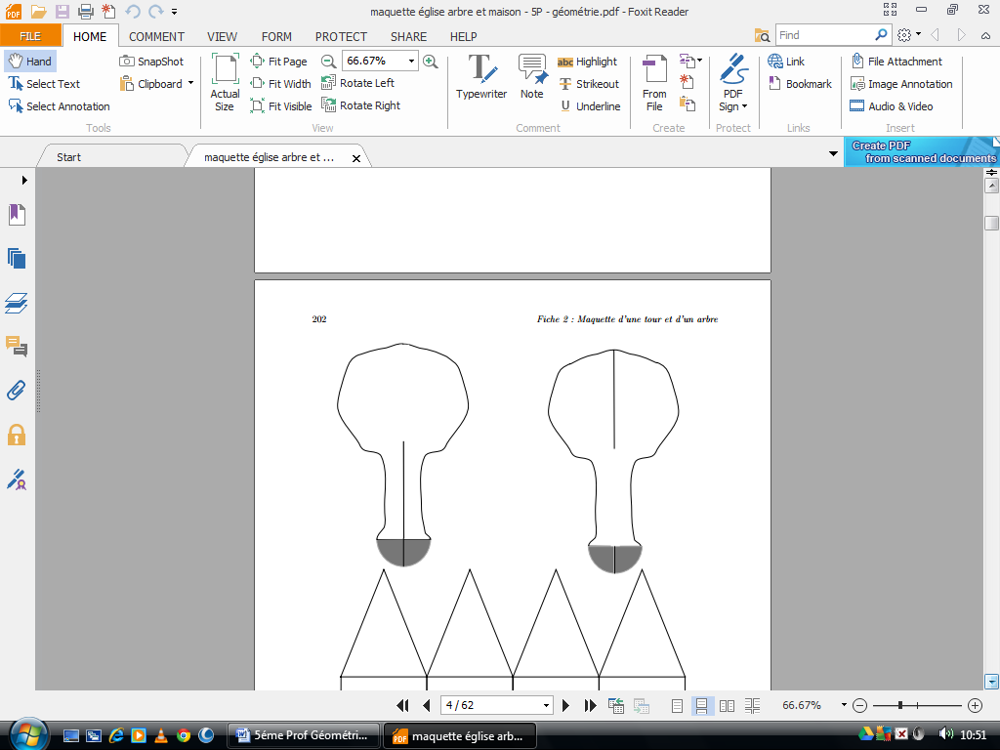 maquette église arbre et maison - 5P - géométrie.pdf - Foxit Reader
FILE HOME COMMENT VIEW FORM PROTECT SHARE HELP
Find
Hand
Select Text
Select Annotation
SnapShot
Clipboard
Tools
Actual Size
Fit Page
Fit Width
Fit Visible
66.67%
Rotate Left
Rotate Right
View
Typewriter
Note
abc Highlight
Strikeout
U Underline
Comment
From File
Create
PDF Sign
Protect
Link
Bookmark
Links
File Attachment
Image Annotation
Audio & Video
Insert
Start
maquette église arbre et ...
Create PDF
from scanned documents
202
Fiche 2 : Maquette d'une tour et d'un arbre
4 / 62
66.67%
5éme Prof Géométri...
maquette église arb...
10:51